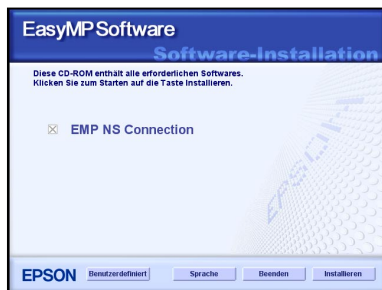 EasyMP Software
Software-Installation
Diese CD-ROM enthält alle erforderlichen Softwares.
Klicken Sie zum Starten auf die Taste Installieren.
EMP NS Connection
EPSON
EPSON
Benutzerdefiniert
Sprache
Beenden
Installieren